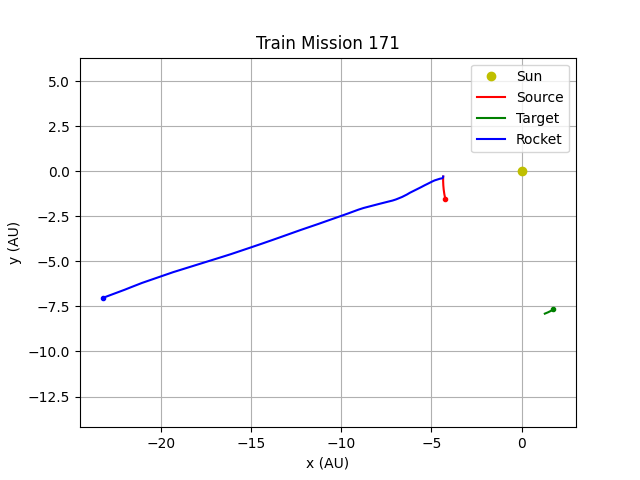 Train Mission 171
Sun
Source
Target
Rocket
5.0
2.5
0.0
−2.5
−5.0
−7.5
−10.0
−12.5
y (AU)
−20
−15
−10
−5
0
x (AU)